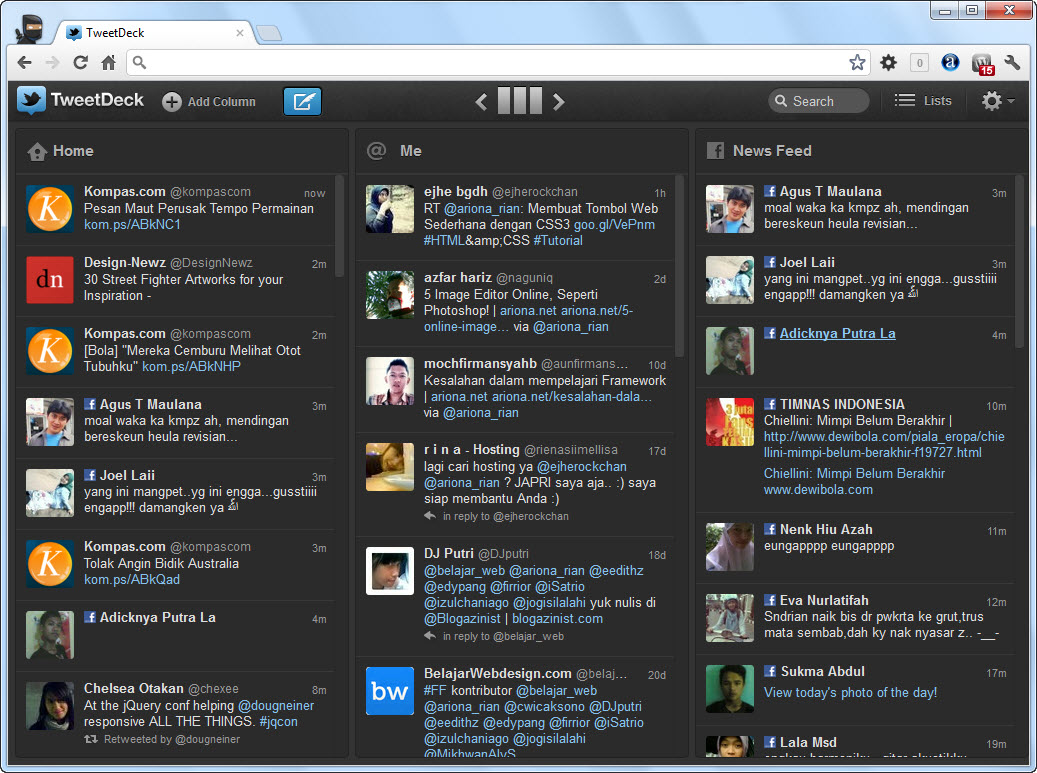 TweetDeck
0
a
15
TweetDeck
Add Column
Search
Lists
Home
Kompas.com @kompascom now
Pesan Maut Perusak Tempo Permainan
kom.ps/ABkNC1
dn
Design-Newz @DesignNewz 2m
30 Street Fighter Artworks for your
Inspiration -
Kompas.com @kompascom 2m
[Bola] "Mereka Cemburu Melihat Otot
Tubuhku" kom.ps/ABkNHP
Agus T Maulana 3m
moal waka ka kmpz ah, mendingan
bereskeun heula revisian...
Joel Laii 3m
yang ini mangpet..yg ini engga...gusstiiii
engapp!!! damangken ya
Kompas.com @kompascom 3m
Tolak Angin Bidik Australia
kom.ps/ABkQad
Adicknya Putra La 4m
Chelsea Otakan @chexee 8m
At the jQuery conf helping @dougneiner
responsive ALL THE THINGS. #jqcon
Retweeted by @dougneiner
@ Me
ejhe bgdh @ejherockchan 1h
RT @ariona_rian: Membuat Tombol Web
Sederhana dengan CSS3 goo.gl/VePnm
#HTML&amp;CSS #Tutorial
azfar hariz @naguniq 2d
5 Image Editor Online, Seperti
Photoshop! | ariona.net ariona.net/5-
online-image... via @ariona_rian
mochfirmansyahb @aunfirmans... 10d
Kesalahan dalam mempelajari Framework
| ariona.net ariona.net/kesalahan-dala...
via @ariona_rian
r i n a - Hosting @rienasiimellisa 17d
lagi cari hosting ya @ejherockchan
@ariona_rian ? JAPRI saya aja.. :) saya
siap membantu Anda :)
in reply to @ejherockchan
DJ Putri @DJputri 18d
@belajar_web @ariona_rian @eedithz
@edypang @firrior @iSatrio
@izulchaniago @jogisilalahi yuk nulis di
@Blogazinist | blogazinist.com
in reply to @belajar_web
bw
BelajarWebdesign.com @belaj... 20d
#FF kontributor @belajar_web
@ariona_rian @cwicaksono @DJputri
@eedithz @edypang @firrior @iSatrio
@izulchaniago @jogisilalahi
@MikhwanAlyS
News Feed
Agus T Maulana 3m
moal waka ka kmpz ah, mendingan
bereskeun heula revisian...
Joel Laii 3m
yang ini mangpet..yg ini engga...gusstiiii
engapp!!! damangken ya
Adicknya Putra La 4m
TIMNAS INDONESIA 10m
Chiellini: Mimpi Belum Berakhir |
http://www.dewibola.com/piala_eropa/chie
llini-mimpi-belum-berakhir-f19727.html
Chiellini: Mimpi Belum Berakhir
www.dewibola.com
Nenk Hiu Azah 11m
eungapppp eungapppp
Eva Nurlatifah 12m
Sndrian naik bis dr pwkrta ke grut,trus
mata sembab,dah ky nak nyasar z.. -__-
Sukma Abdul 17m
View today's photo of the day!
Lala Msd 19m